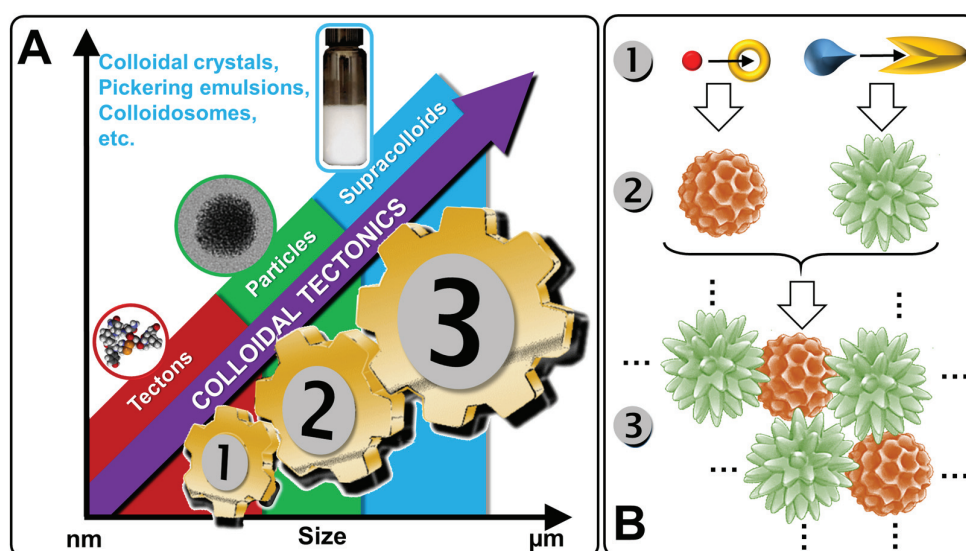 A
Colloidal crystals,
Pickering emulsions,
Colloidosomes,
etc.
Tectons
Particles
Supracolloids
COLLOIDAL TECTONICS
1
2
3
nm
Size
µm
1
2
3
B